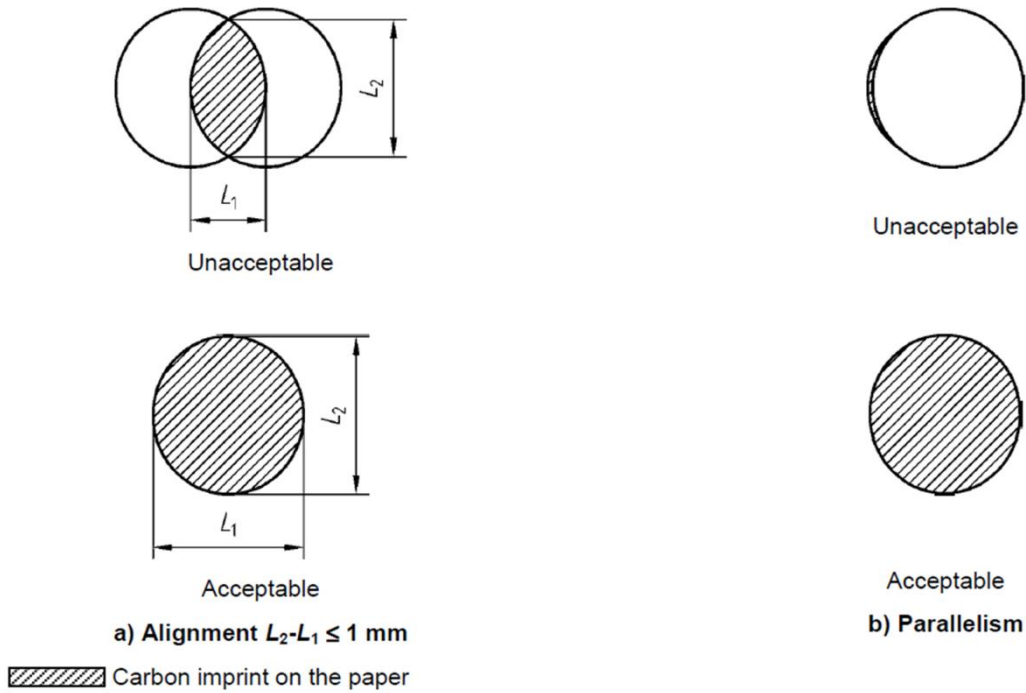 L2
L1
Unacceptable
Unacceptable
L2
L1
Acceptable
Acceptable
a) Alignment L2-L1 ≤ 1 mm
b) Parallelism
Carbon imprint on the paper